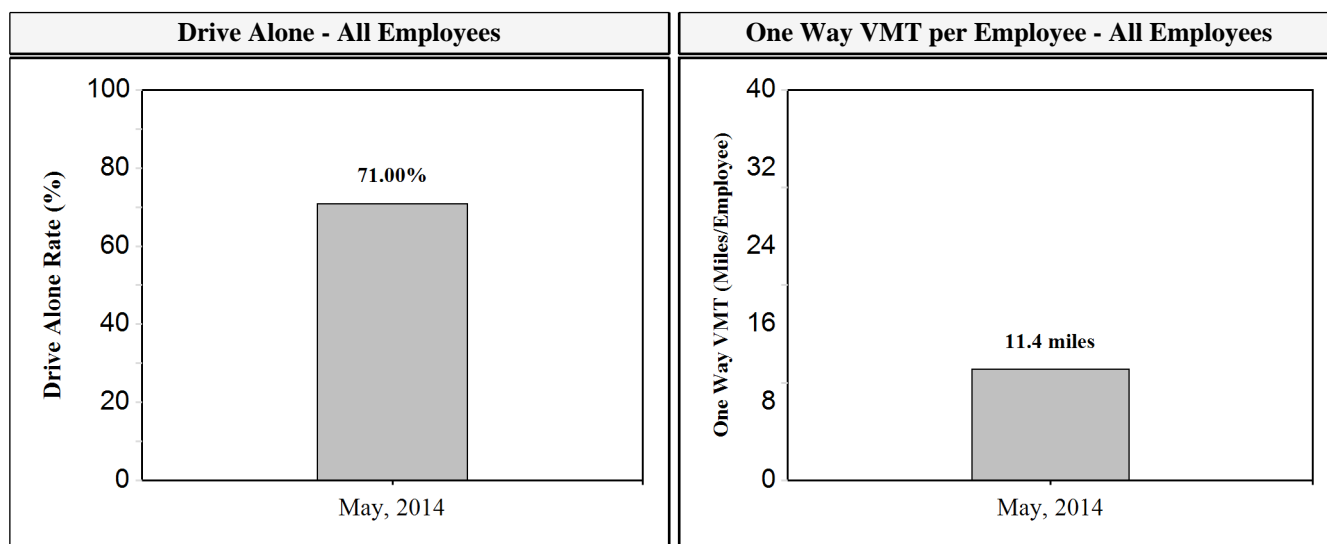 Drive Alone - All Employees
One Way VMT per Employee - All Employees
Drive Alone Rate (%)
100
80
60
40
20
0
71.00%
May, 2014
One Way VMT (Miles/Employee)
40
32
24
16
8
0
11.4 miles
May, 2014